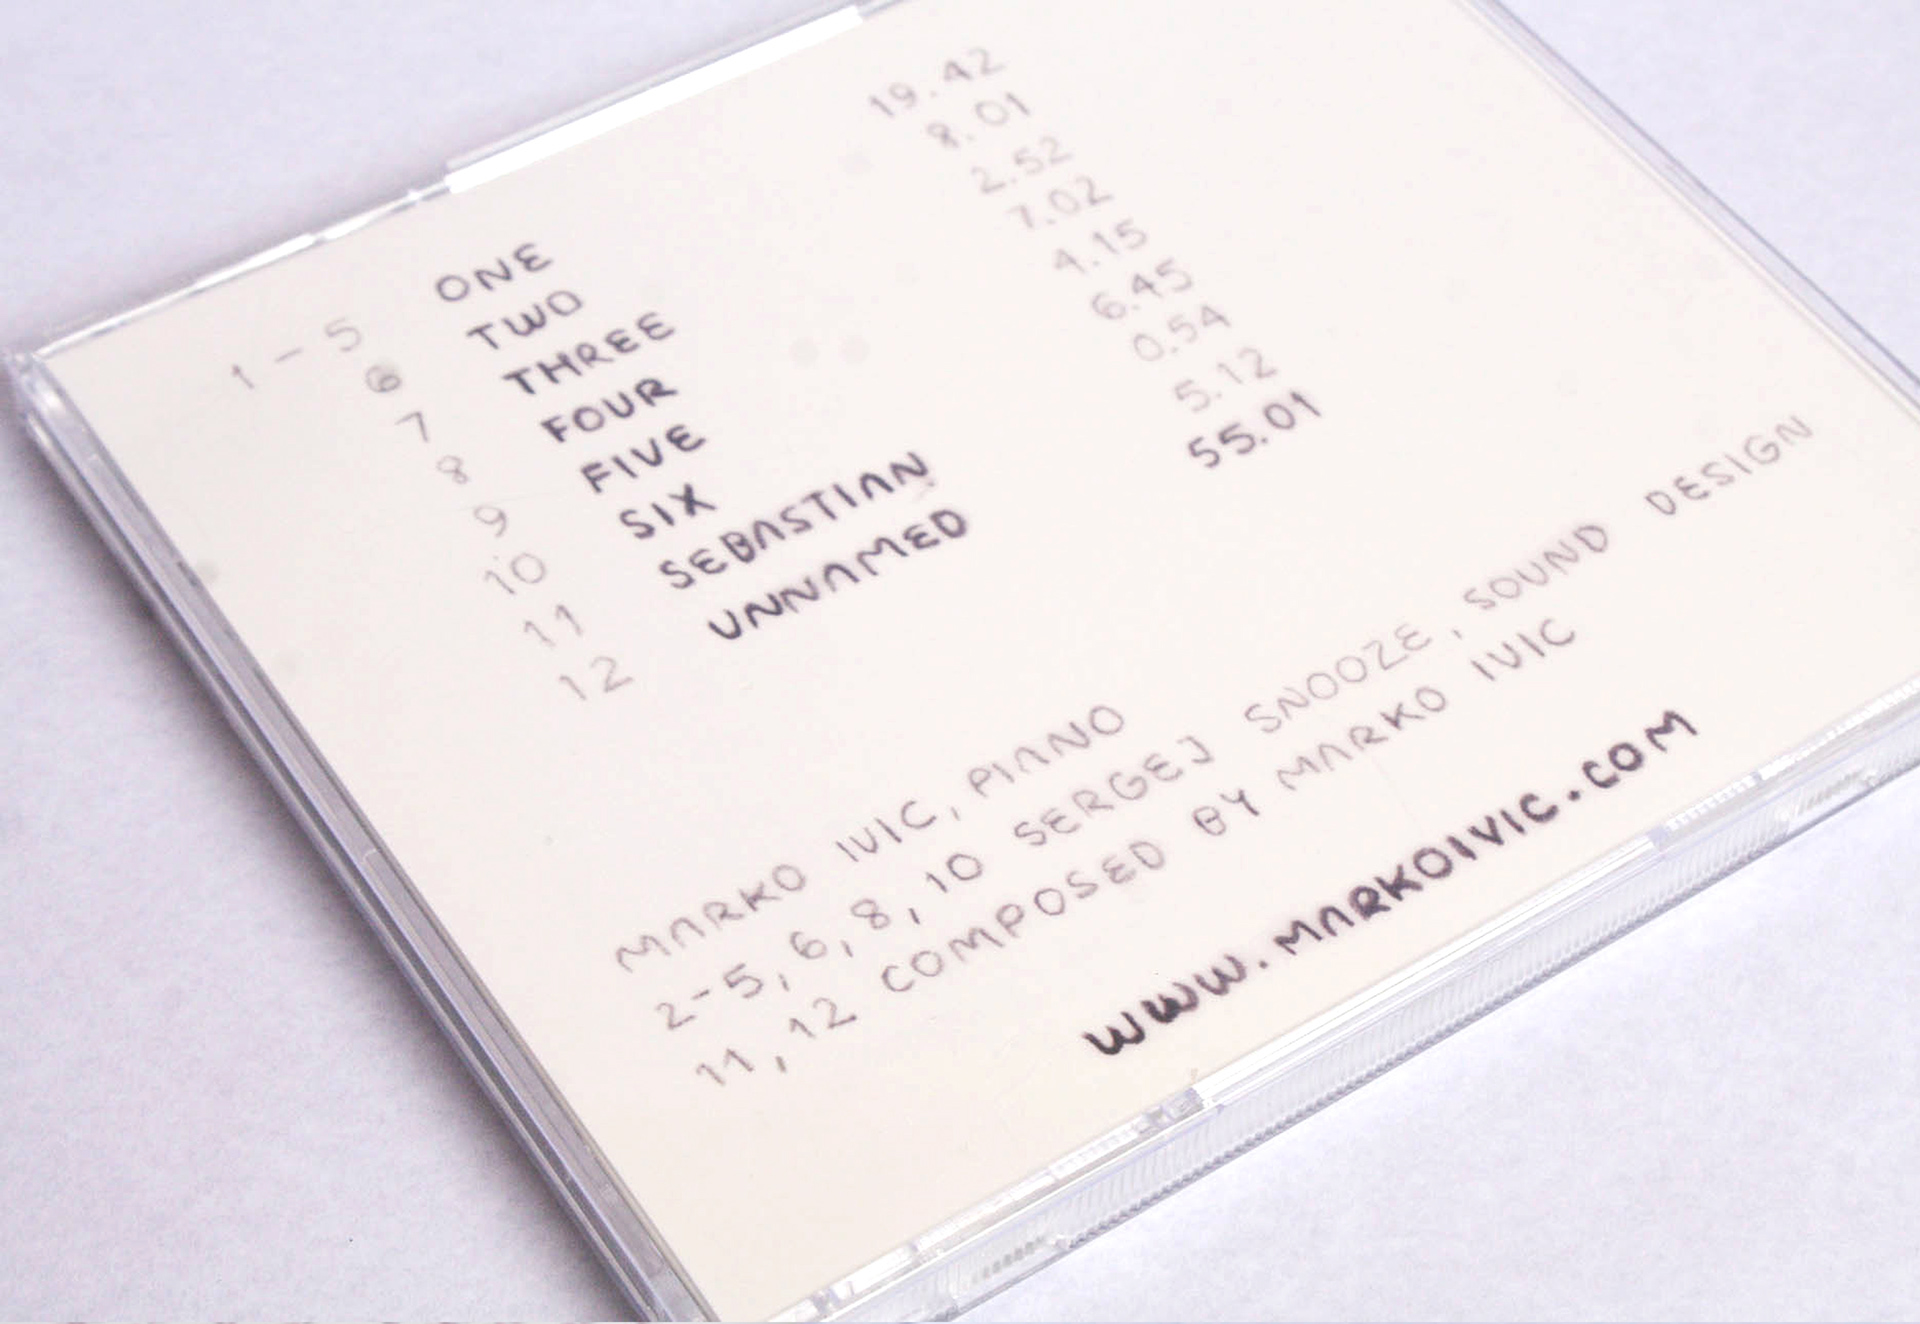 1-5 ONE 19.42
6 TWO 8.01
7 THREE 2.52
8 FOUR 7.02
9 FIVE 4.15
10 SIX 6.45
11 SEBASTIAN 0.54
12 UNNAMED 5.12
55.01
MARKO IVIC, PIANO
2-5, 6, 8, 10 SERGEJ SNOOZE, SOUND DESIGN
11, 12 COMPOSED BY MARKO IVIC
WWW.MARKOIVIC.COM